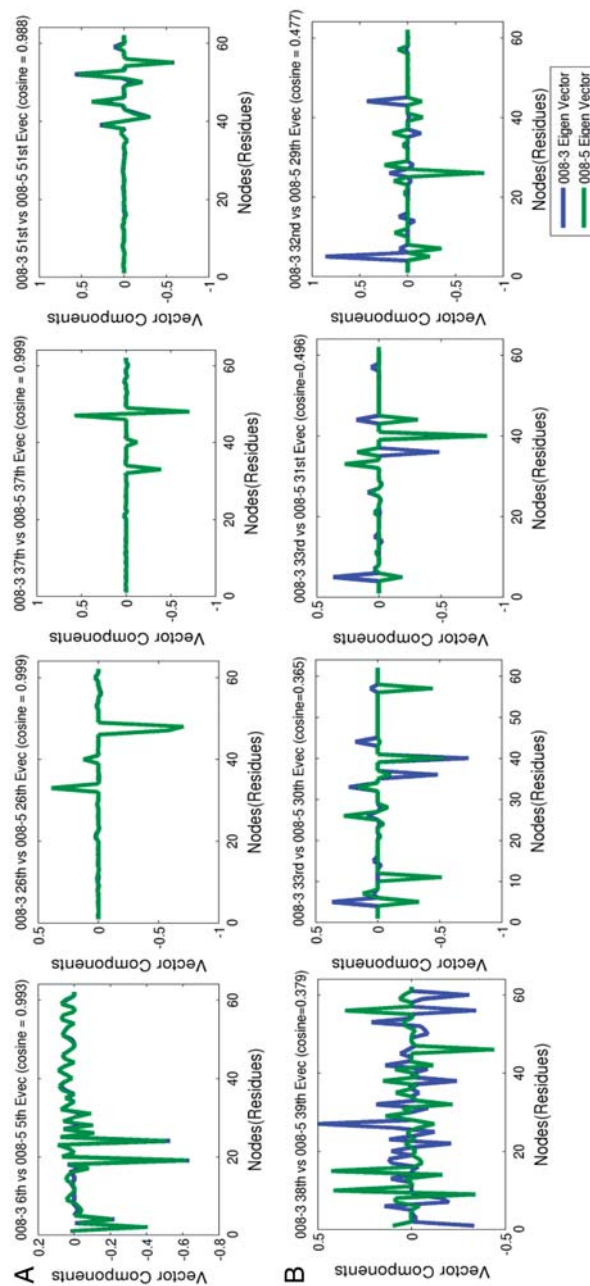 A
008-3 6th vs 008-5 5th Evec (cosine = 0.993)
Vector Components
0.2
0
-0.2
-0.4
-0.6
-0.8
0 20 40 60
Nodes(Residues)
008-3 26th vs 008-5 26th Evec (cosine = 0.999)
Vector Components
0.5
0
-0.5
-1
0 20 40 60
Nodes(Residues)
008-3 37th vs 008-5 37th Evec (cosine = 0.999)
Vector Components
1
0.5
0
-0.5
-1
0 20 40 60
Nodes(Residues)
008-3 51st vs 008-5 51st Evec (cosine = 0.988)
Vector Components
1
0.5
0
-0.5
-1
0 20 40 60
Nodes(Residues)
B
008-3 38th vs 008-5 39th Evec (cosine=0.379)
Vector Components
0.5
0
-0.5
0 20 40 60
Nodes(Residues)
008-3 33rd vs 008-5 30th Evec (cosine=0.365)
Vector Components
0.5
0
-0.5
-1
0 10 20 30 40 50 60
Nodes(Residues)
008-3 33rd vs 008-5 31st Evec (cosine=0.496)
Vector Components
0.5
0
-0.5
-1
0 20 40 60
Nodes(Residues)
008-3 32nd vs 008-5 29th Evec (cosine = 0.477)
Vector Components
1
0.5
0
-0.5
-1
0 20 40 60
Nodes(Residues)
008-3 Eigen Vector
008-5 Eigen Vector